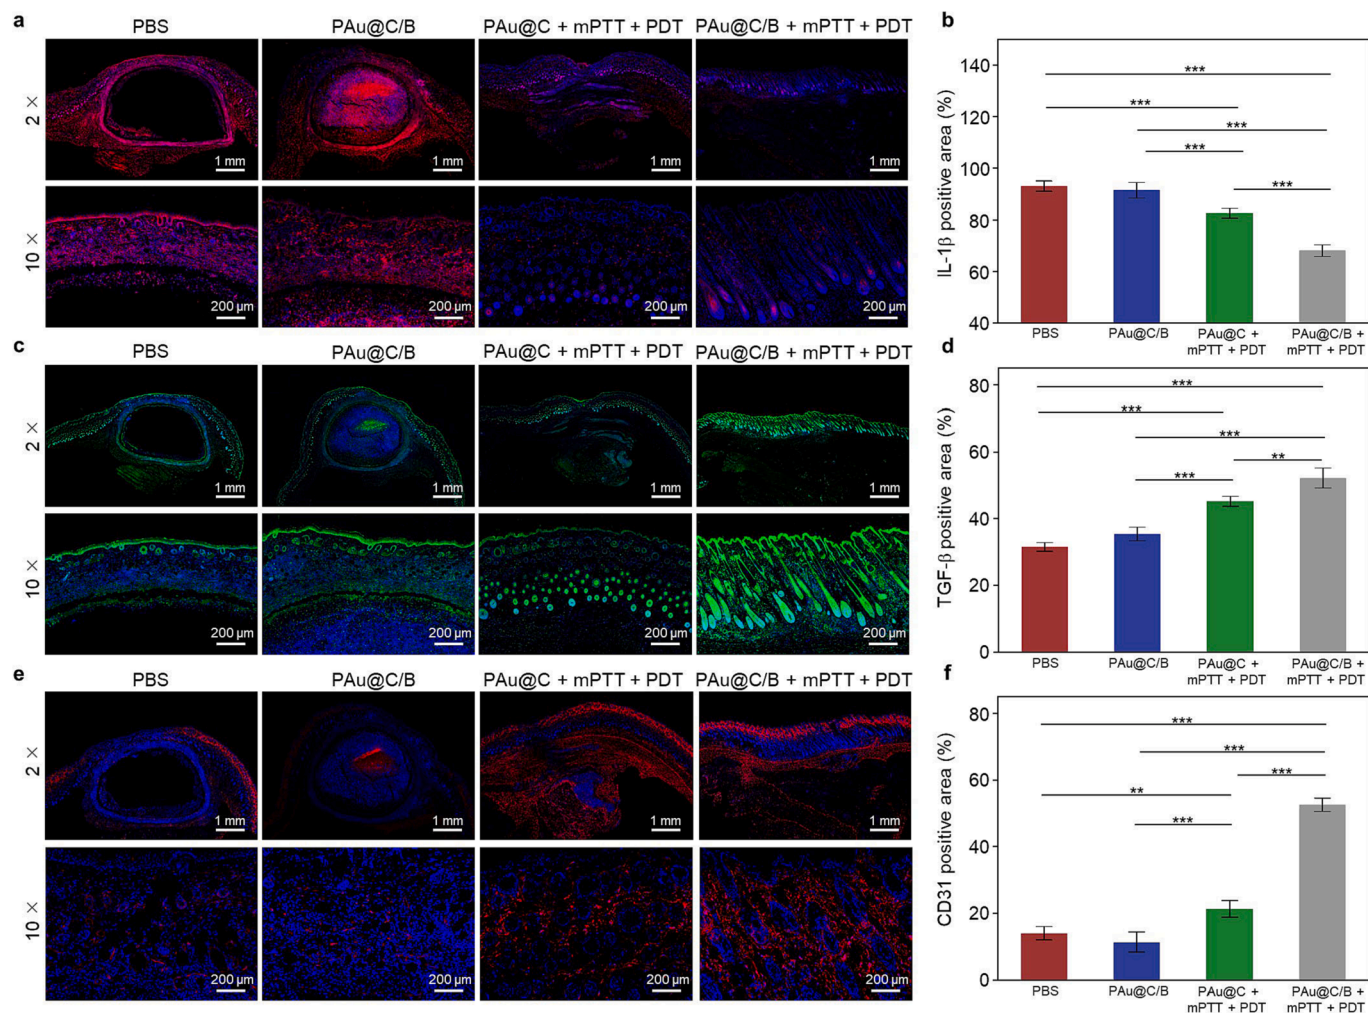 a
PBS
PAu@C/B
PAu@C + mPTT + PDT
PAu@C/B + mPTT + PDT
2 ×
1 mm
1 mm
1 mm
1 mm
10 ×
200 μm
200 μm
200 μm
200 μm
b
IL-1β positive area (%)
140
120
100
80
60
40
***
***
***
***
***
PBS
PAu@C/B
PAu@C +
mPTT + PDT
PAu@C/B +
mPTT + PDT
c
PBS
PAu@C/B
PAu@C + mPTT + PDT
PAu@C/B + mPTT + PDT
2 ×
1 mm
1 mm
1 mm
1 mm
10 ×
200 μm
200 μm
200 μm
200 μm
d
TGF-β positive area (%)
80
60
40
20
0
***
***
***
**
***
PBS
PAu@C/B
PAu@C +
mPTT + PDT
PAu@C/B +
mPTT + PDT
e
PBS
PAu@C/B
PAu@C + mPTT + PDT
PAu@C/B + mPTT + PDT
2 ×
1 mm
1 mm
1 mm
1 mm
10 ×
200 μm
200 μm
200 μm
200 μm
f
CD31 positive area (%)
80
60
40
20
0
***
***
***
**
***
PBS
PAu@C/B
PAu@C +
mPTT + PDT
PAu@C/B +
mPTT + PDT